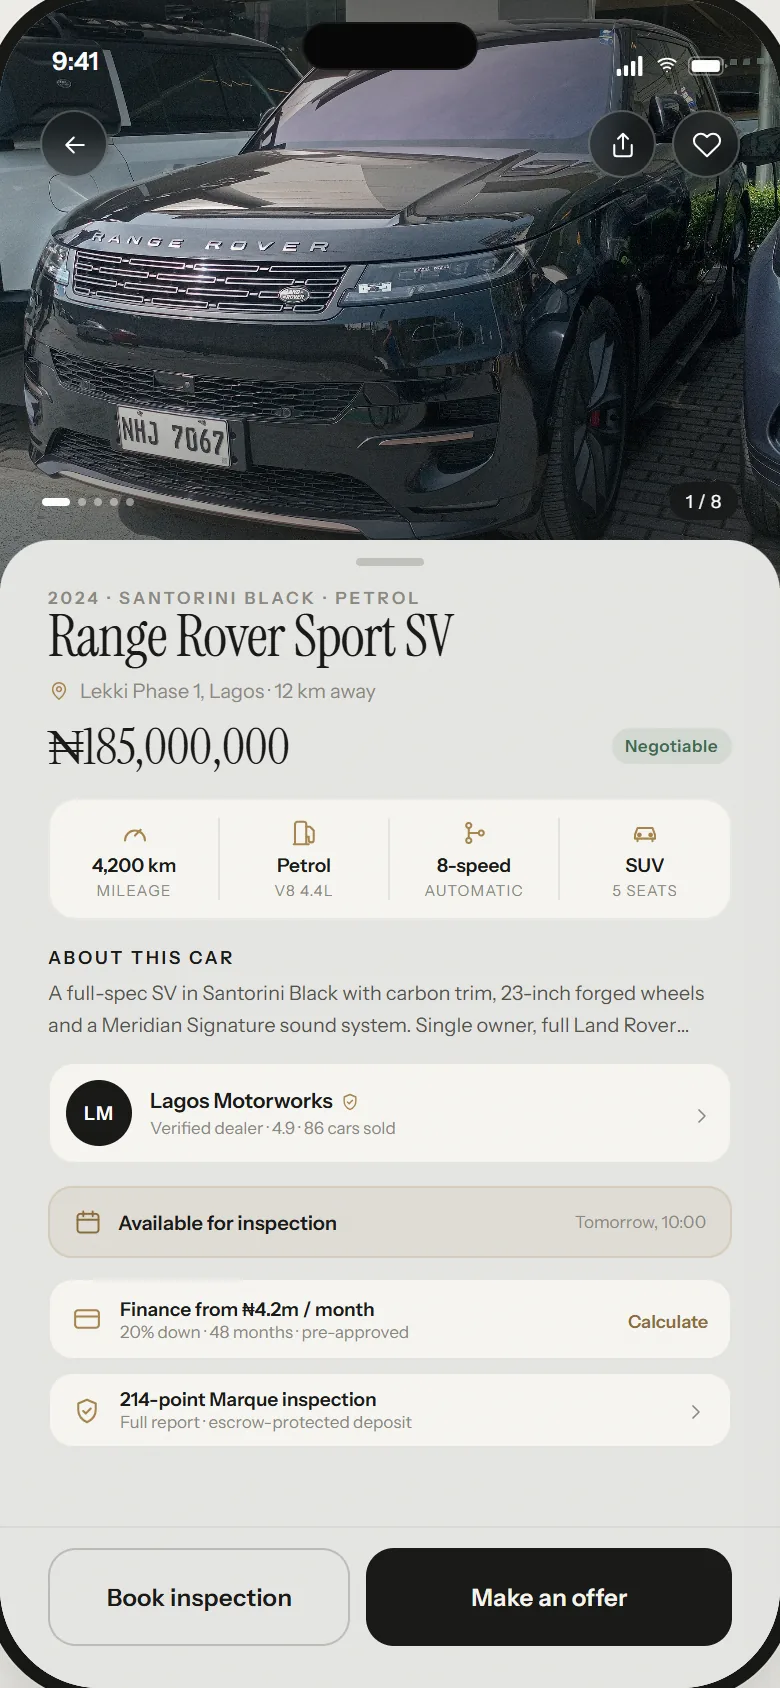 9:41
RANGE ROVER
LAND ROVER
NHJ 7067
1 / 8
2024 · SANTORINI BLACK · PETROL
Range Rover Sport SV
Lekki Phase 1, Lagos · 12 km away
₦185,000,000
Negotiable
4,200 km
MILEAGE
Petrol
V8 4.4L
8-speed
AUTOMATIC
SUV
5 SEATS
ABOUT THIS CAR
A full-spec SV in Santorini Black with carbon trim, 23-inch forged wheels
and a Meridian Signature sound system. Single owner, full Land Rover...
LM
Lagos Motorworks
Verified dealer · 4.9 · 86 cars sold
Available for inspection
Tomorrow, 10:00
Finance from ₦4.2m / month
20% down · 48 months · pre-approved
Calculate
214-point Marque inspection
Full report · escrow-protected deposit
Book inspection
Make an offer